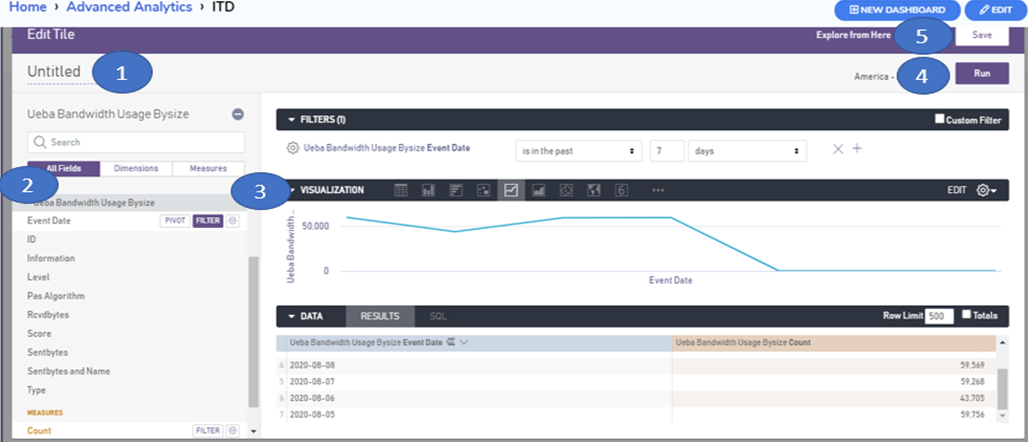 Home › Advanced Analytics › ITD
NEW DASHBOARD
EDIT
Edit Tile
Explore from Here
5
Save
Untitled
1
America -
4
Run
Ueba Bandwidth Usage Bysize
Search
All Fields Dimensions Measures
2
Ueba Bandwidth Usage Bysize
Event Date PIVOT FILTER
ID
Information
Level
Pas Algorithm
Rcvdbytes
Score
Sentbytes
Sentbytes and Name
Type
MEASURES
Count FILTER
FILTERS (1) Custom Filter
Ueba Bandwidth Usage Bysize Event Date is in the past 7 days
3
VISUALIZATION 6 ... EDIT
Ueba Bandwidth...
50,000
0
Event Date
DATA RESULTS SQL Row Limit 500 Totals
Ueba Bandwidth Usage Bysize Event Date Ueba Bandwidth Usage Bysize Count
4 2020-08-08 59,569
5 2020-08-07 59,268
6 2020-08-06 43,705
7 2020-08-05 59,756